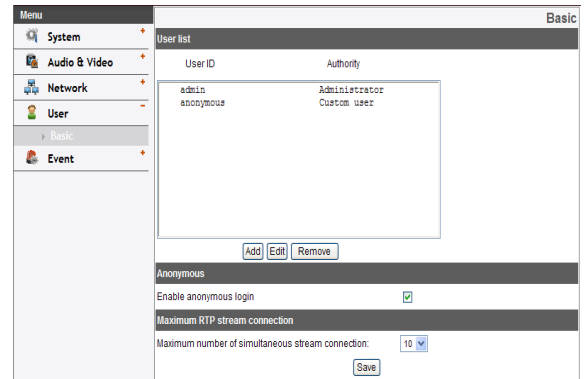 Menu
Basic
System
+
User list
Audio & Video
+
User ID Authority
Network
+
admin Administrator
anonymous Custom user
User
-
› Basic
Event
+
Add Edit Remove
Anonymous
Enable anonymous login
Maximum RTP stream connection
Maximum number of simultaneous stream connection: 10
Save